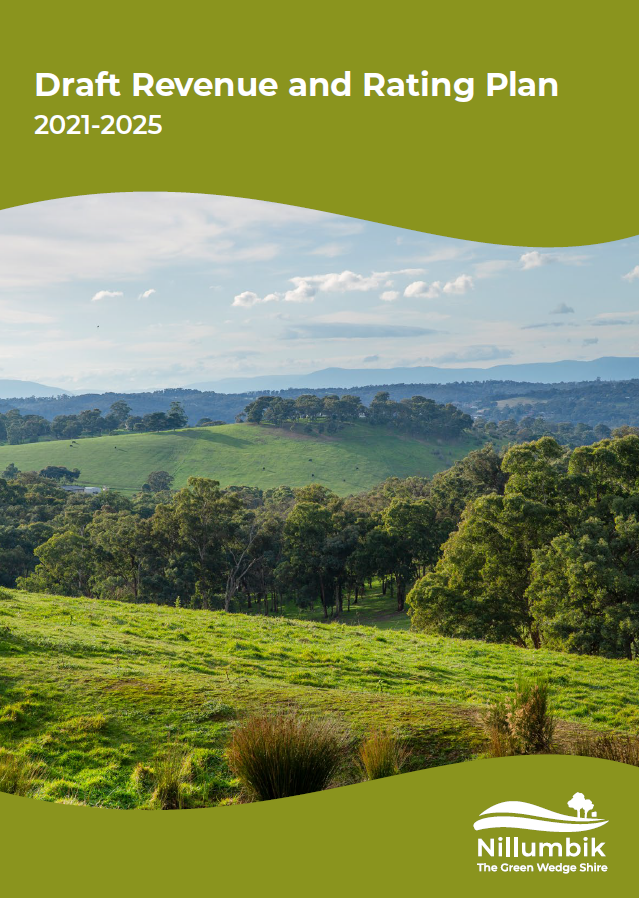 Draft Revenue and Rating Plan
2021-2025
Nillumbik
The Green Wedge Shire